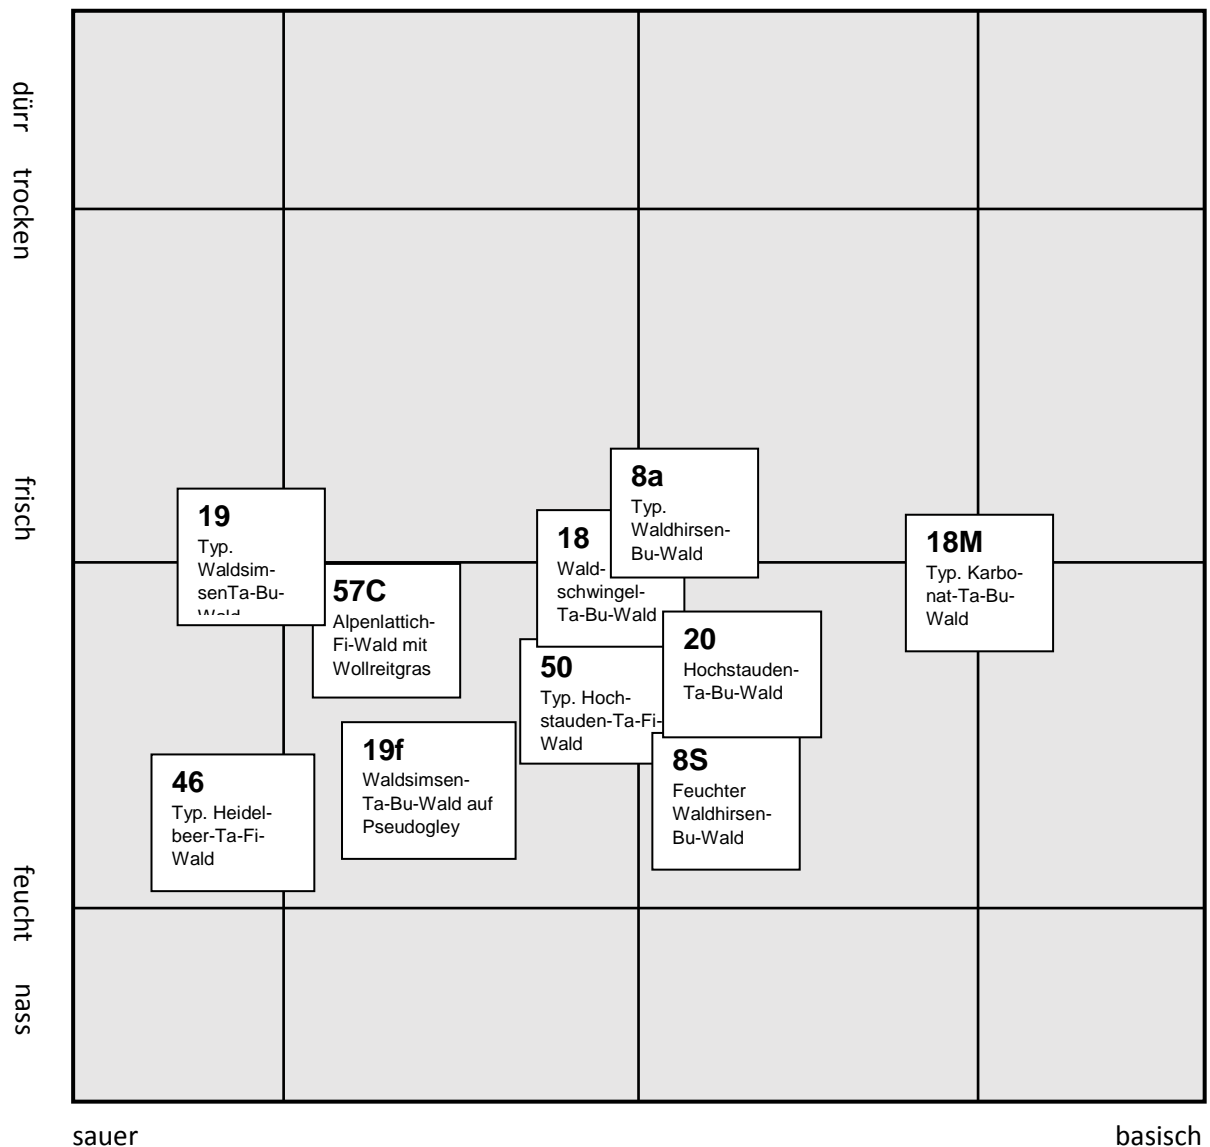 dürr
trocken
frisch
feucht
nass
8a
Typ.
Waldhirsen-
Bu-Wald
19
Typ.
Waldsim-
senTa-Bu-
Wald
18
Wald-
schwingel-
Ta-Bu-Wald
18M
Typ. Karbo-
nat-Ta-Bu-
Wald
57C
Alpenlattich-
Fi-Wald mit
Wollreitgras
20
Hochstauden-
Ta-Bu-Wald
50
Typ. Hoch-
stauden-Ta-Fi-
Wald
19f
Waldsimsen-
Ta-Bu-Wald auf
Pseudogley
8S
Feuchter
Waldhirsen-
Bu-Wald
46
Typ. Heidel-
beer-Ta-Fi-
Wald
sauer
basisch